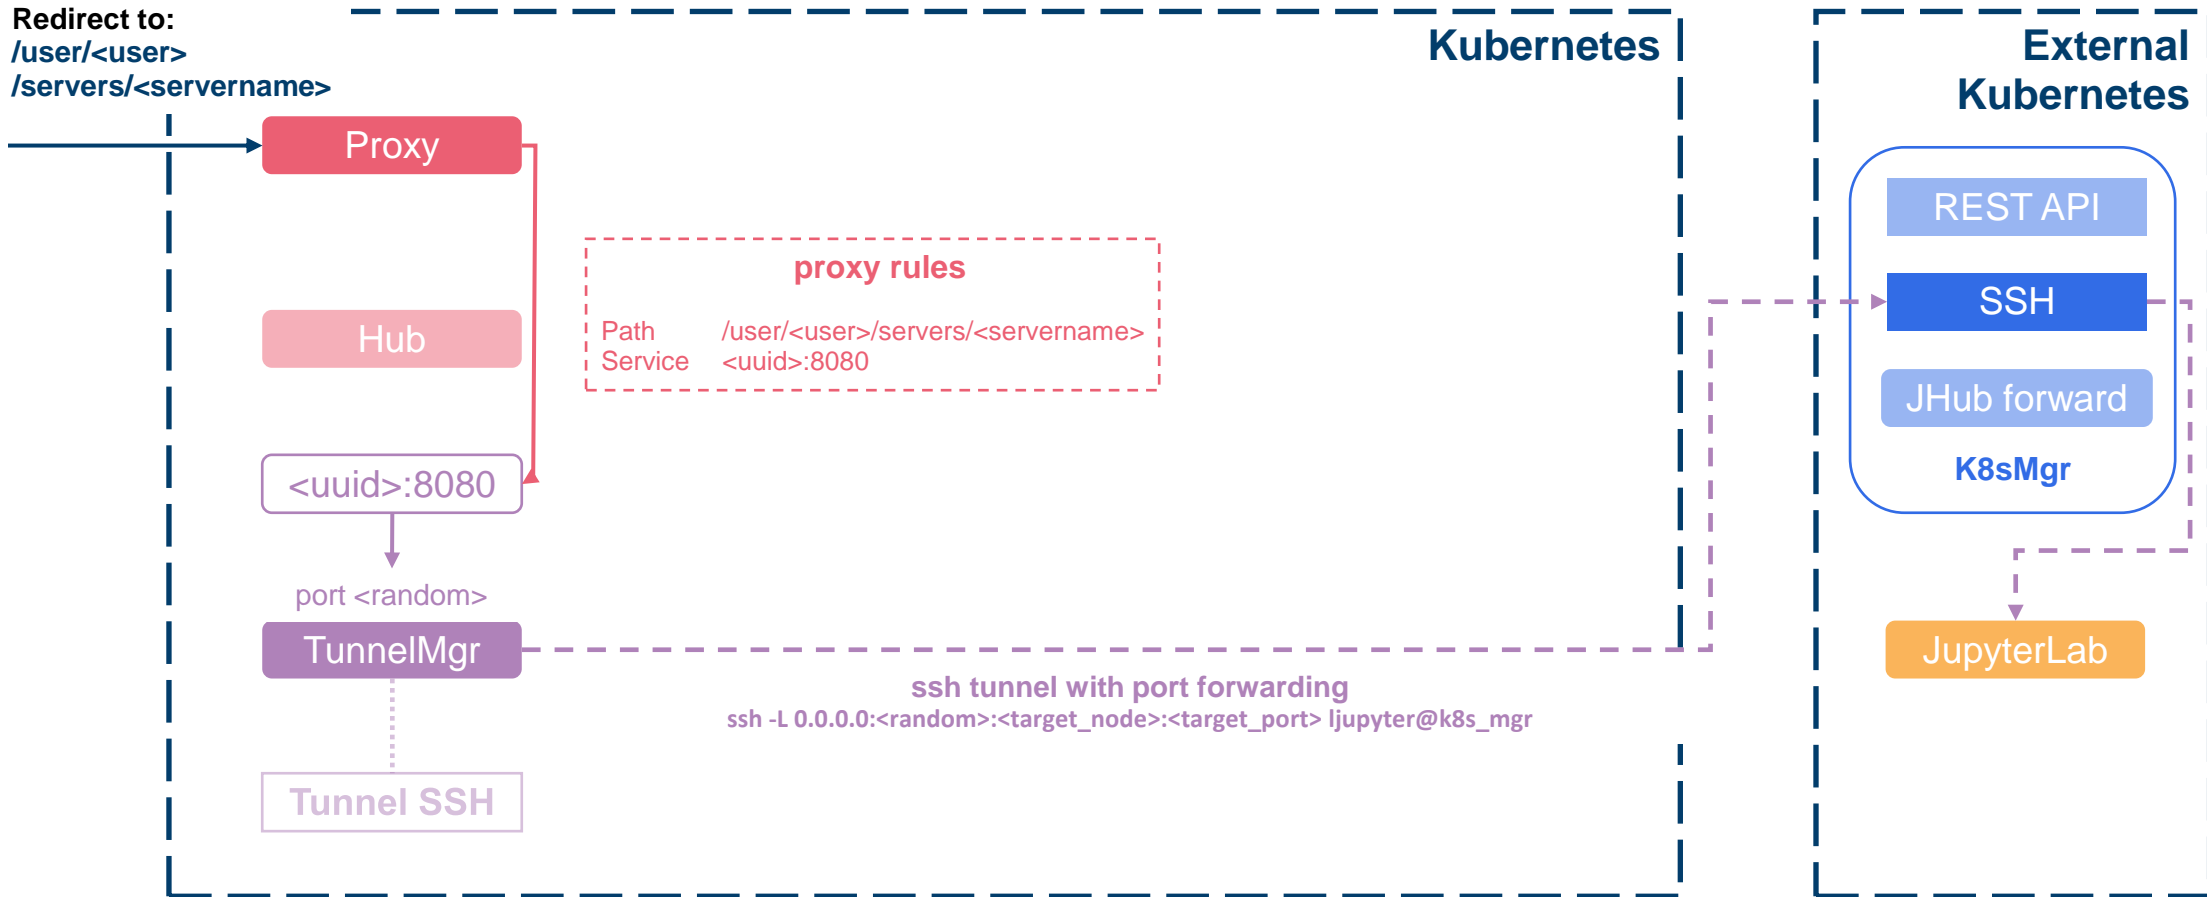 Redirect to:
/user/<user>
/servers/<servername>
Kubernetes
Proxy
proxy rules
Path /user/<user>/servers/<servername>
Service <uuid>:8080
Hub
<uuid>:8080
port <random>
TunnelMgr
ssh tunnel with port forwarding
ssh -L 0.0.0.0:<random>:<target_node>:<target_port> ljupyter@k8s_mgr
Tunnel SSH
External
Kubernetes
REST API
SSH
JHub forward
K8sMgr
JupyterLab